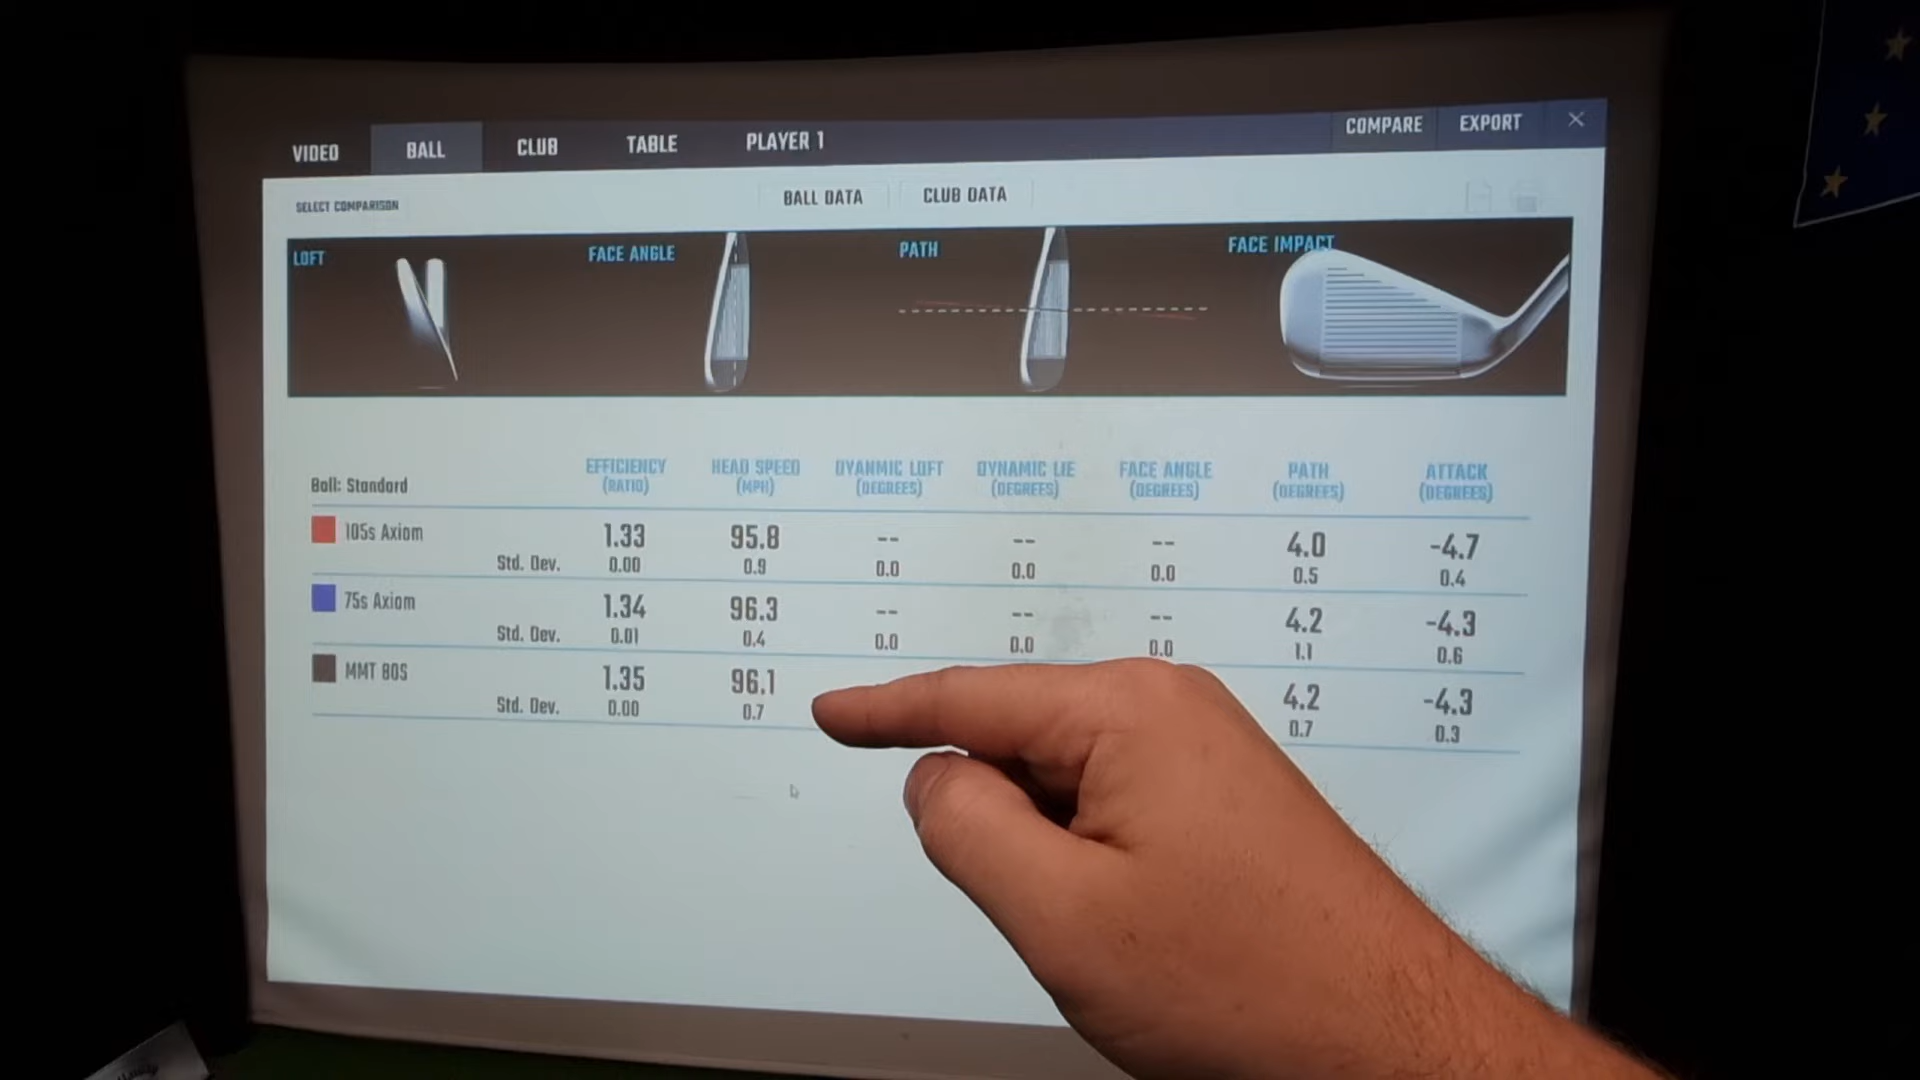 VIDEO BALL CLUB TABLE PLAYER 1 COMPARE EXPORT
SELECT COMPARISON BALL DATA CLUB DATA
LOFT FACE ANGLE PATH FACE IMPACT
EFFICIENCY HEAD SPEED DYANMIC LOFT DYNAMIC LIE FACE ANGLE PATH ATTACK
Ball: Standard (RATIO) (MPH) (DEGREES) (DEGREES) (DEGREES) (DEGREES) (DEGREES)
105s Axiom 1.33 95.8 -- -- -- 4.0 -4.7
Std. Dev. 0.00 0.9 0.0 0.0 0.0 0.5 0.4
75s Axiom 1.34 96.3 -- -- -- 4.2 -4.3
Std. Dev. 0.01 0.4 0.0 0.0 0.0 1.1 0.6
MMT 80S 1.35 96.1 4.2 -4.3
Std. Dev. 0.00 0.7 0.7 0.3